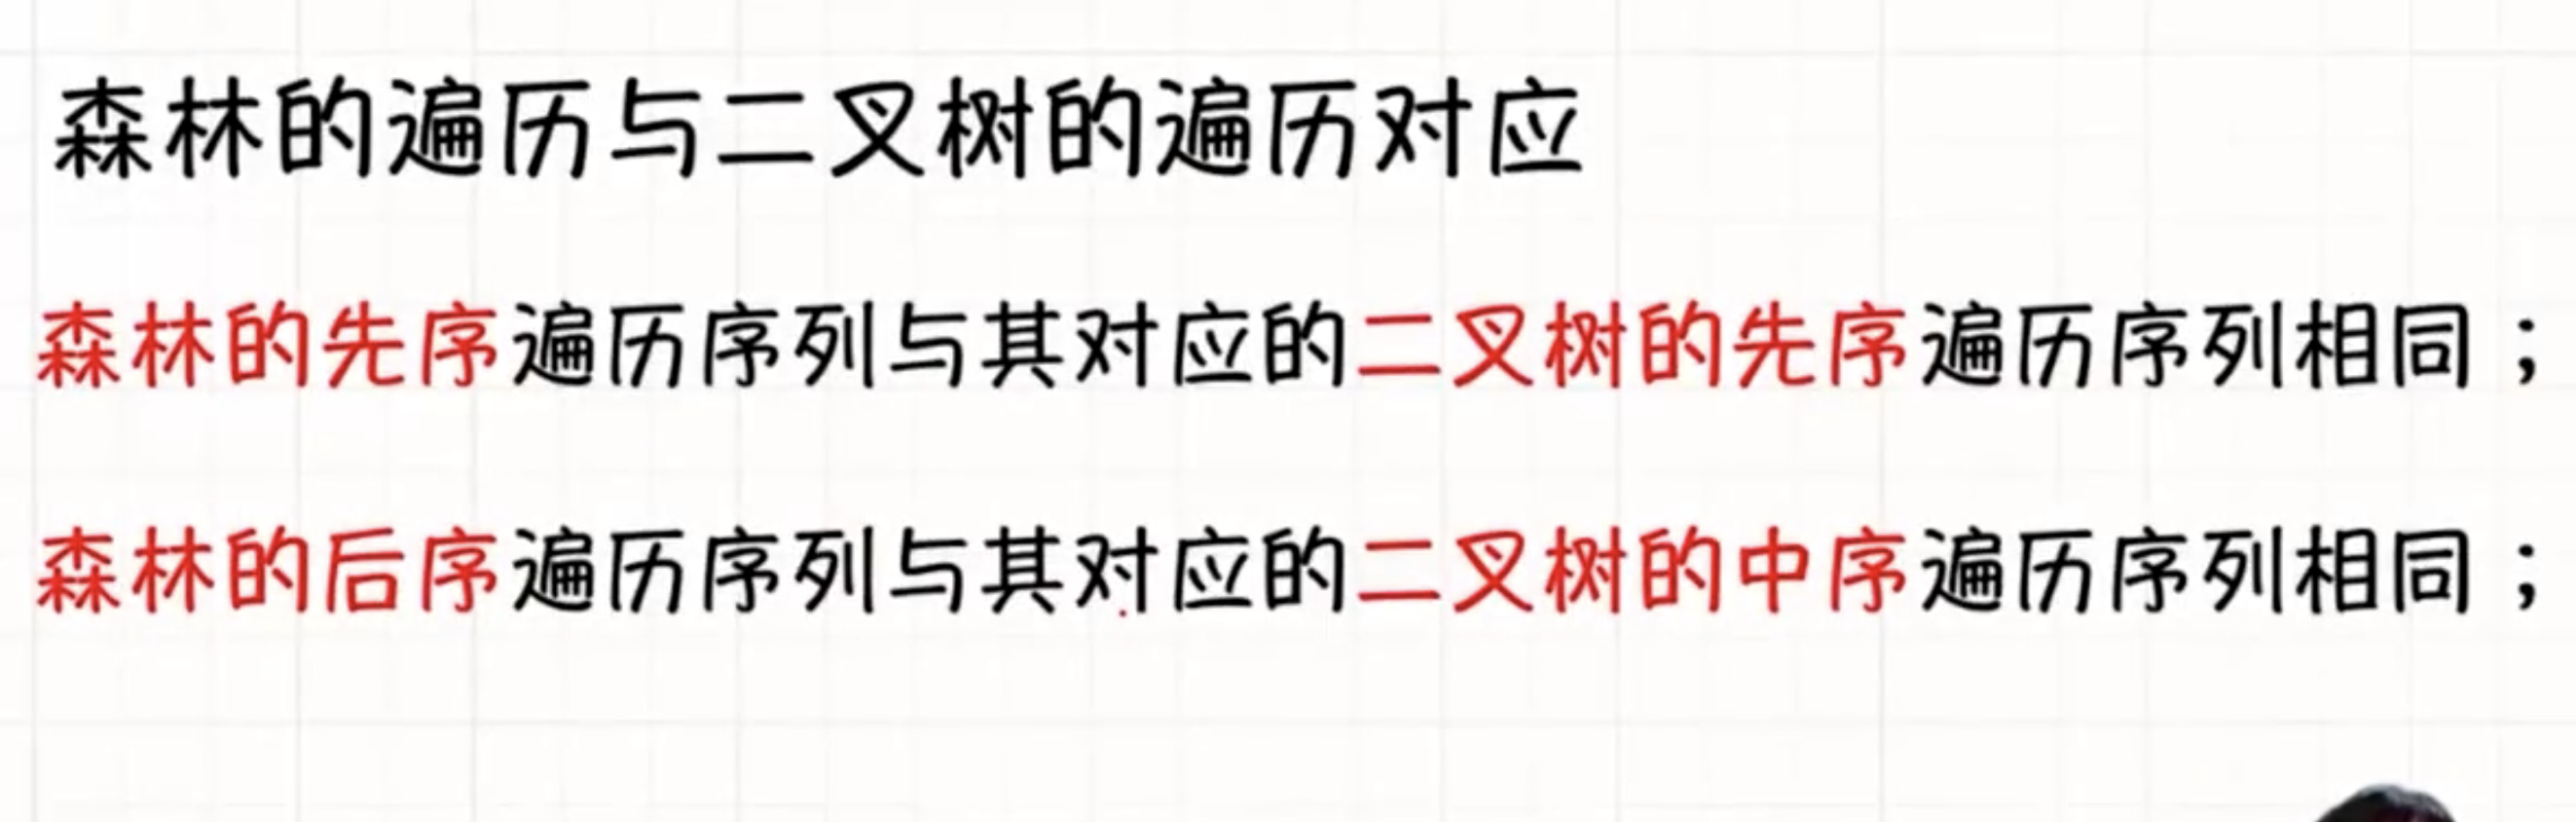 森林的遍历与二叉树的遍历对应
森林的先序遍历序列与其对应的二叉树的先序遍历序列相同；
森林的后序遍历序列与其对应的二叉树的中序遍历序列相同；